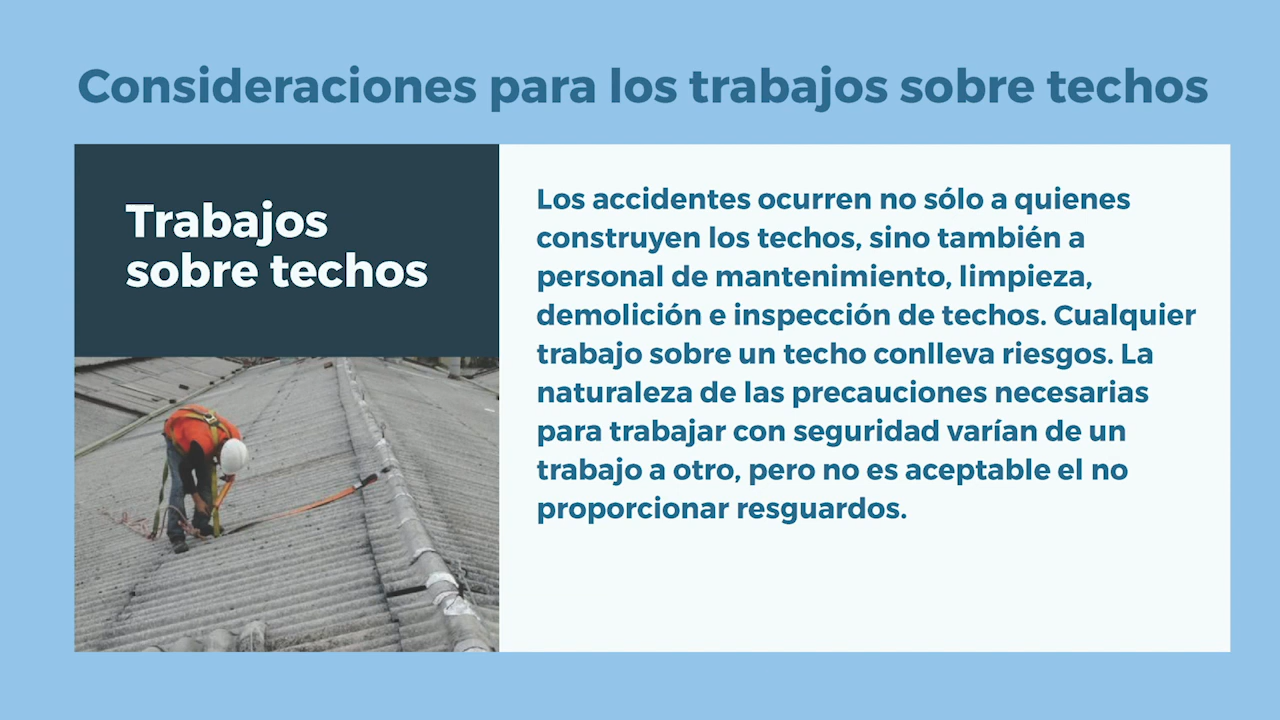 Consideraciones para los trabajos sobre techos
Trabajos
sobre techos
Los accidentes ocurren no sólo a quienes
construyen los techos, sino también a
personal de mantenimiento, limpieza,
demolición e inspección de techos. Cualquier
trabajo sobre un techo conlleva riesgos. La
naturaleza de las precauciones necesarias
para trabajar con seguridad varían de un
trabajo a otro, pero no es aceptable el no
proporcionar resguardos.